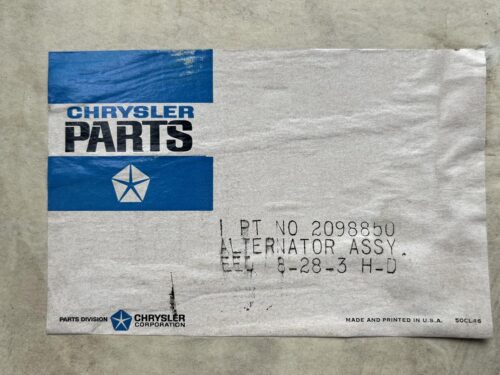 CHRYSLER
PARTS
1 PT NO 2098850
ALTERNATOR ASSY.
8-28-3 H-D
PARTS DIVISION CHRYSLER CORPORATION
MADE AND PRINTED IN U.S.A. 50CL46